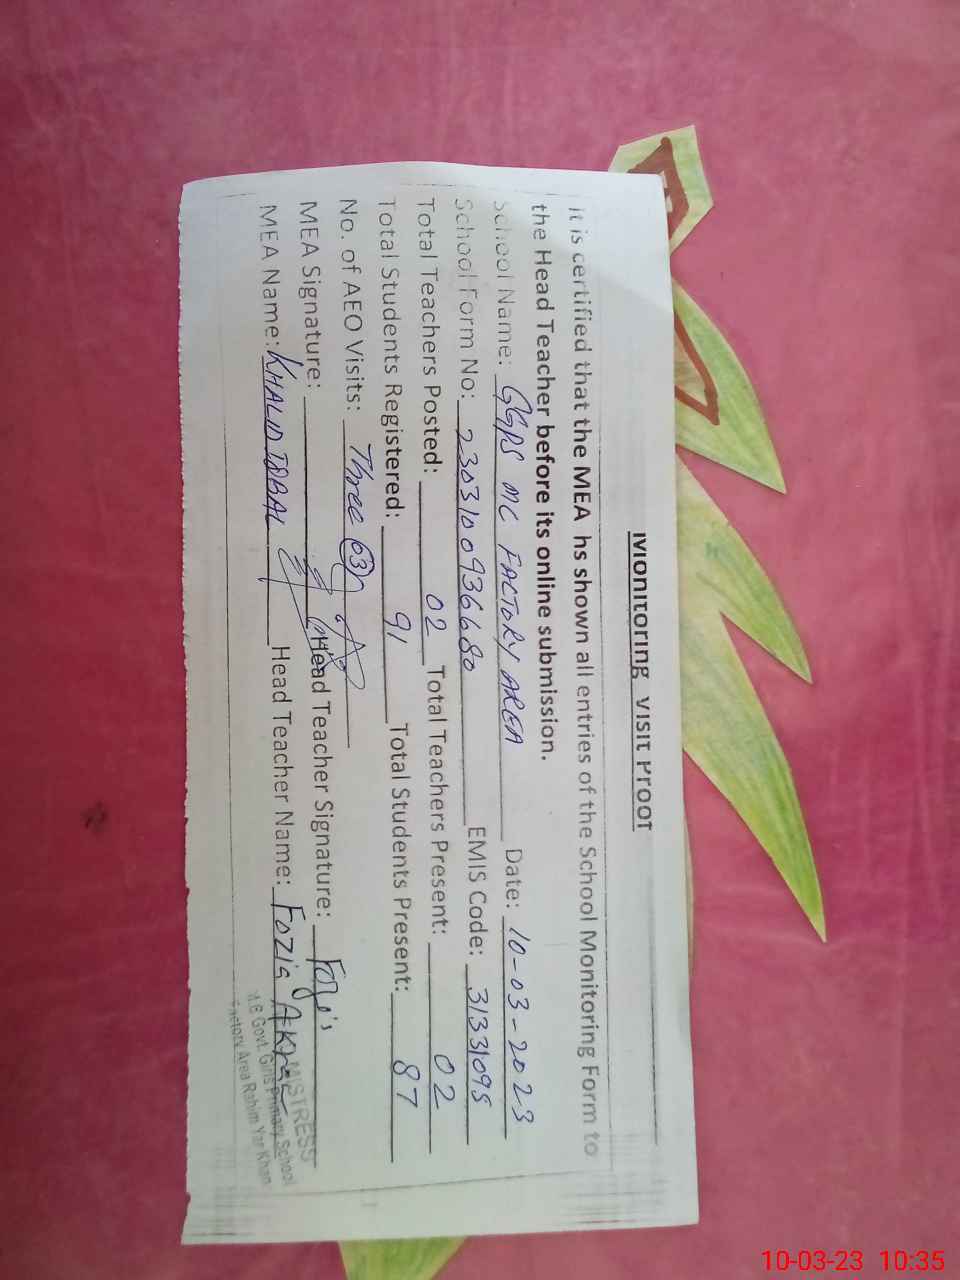 Monitoring Visit Proof
it is certified that the MEA hs shown all entries of the School Monitoring Form to
the Head Teacher before its online submission.
School Name: GGPS MC FACTORY AREA Date: 10-03-2023
School Form No: 230310093668 0 EMIS Code: 31331095
Total Teachers Posted: 02 Total Teachers Present: 02
Total Students Registered: 91 Total Students Present: 87
No. of AEO Visits: Three (03)
MEA Signature: Head Teacher Signature:
MEA Name: KHALID IQBAL Head Teacher Name: Fozia Akram
MISTRESS
M.C Govt. Girls Primary School
Factory Area Rahim Yar Khan
10-03-23 10:35